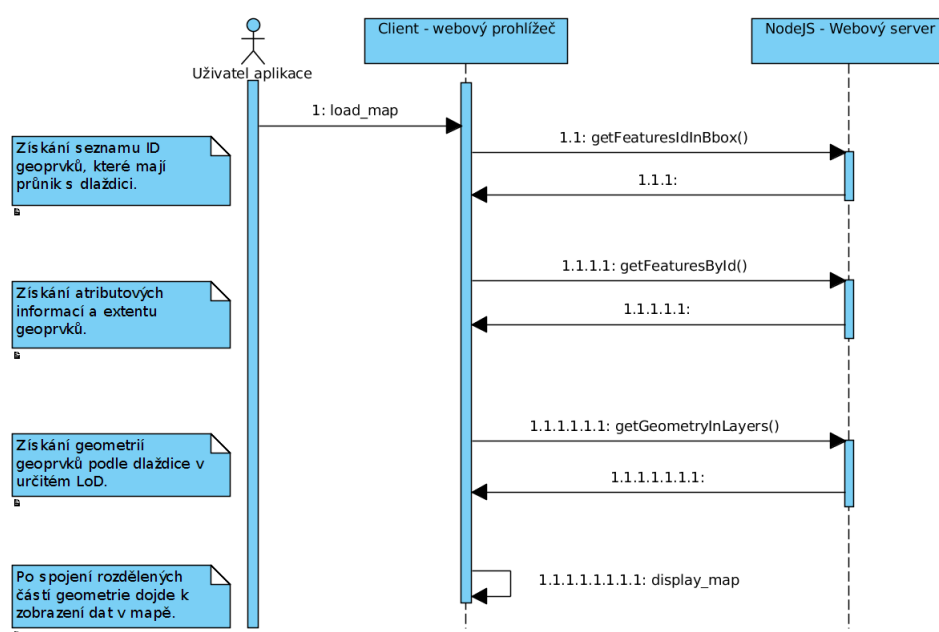 Client - webový prohlížeč
NodeJS - Webový server
Uživatel aplikace
1: load_map
Získání seznamu ID
geoprvků, které mají
průnik s dlaždici.
1.1: getFeaturesIdInBbox()
1.1.1:
Získání atributových
informací a extentu
geoprvků.
1.1.1.1: getFeaturesById()
1.1.1.1.1:
Získání geometrií
geoprvků podle dlaždice v
určitém LoD.
1.1.1.1.1.1: getGeometryInLayers()
1.1.1.1.1.1.1:
Po spojení rozdělených
částí geometrie dojde k
zobrazení dat v mapě.
1.1.1.1.1.1.1.1: display_map